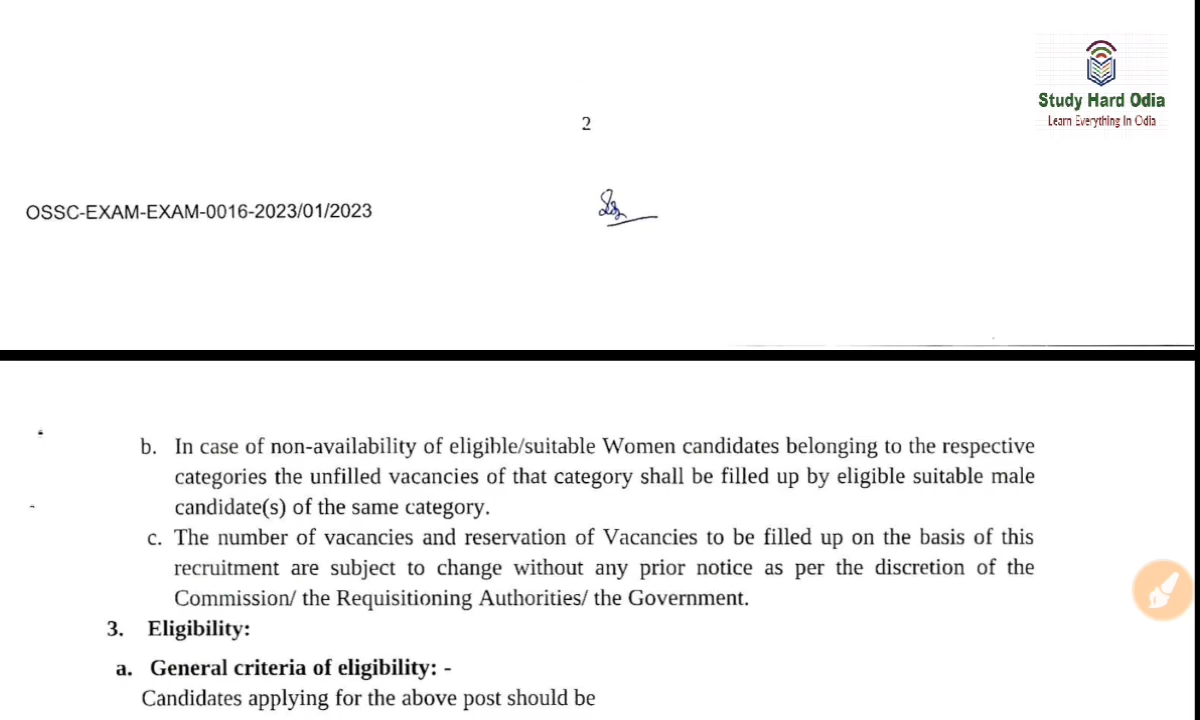 Study Hard Odia
Learn Everything In Odia
2
OSSC-EXAM-EXAM-0016-2023/01/2023
b. In case of non-availability of eligible/suitable Women candidates belonging to the respective
categories the unfilled vacancies of that category shall be filled up by eligible suitable male
candidate(s) of the same category.
c. The number of vacancies and reservation of Vacancies to be filled up on the basis of this
recruitment are subject to change without any prior notice as per the discretion of the
Commission/ the Requisitioning Authorities/ the Government.
3. Eligibility:
a. General criteria of eligibility: -
Candidates applying for the above post should be